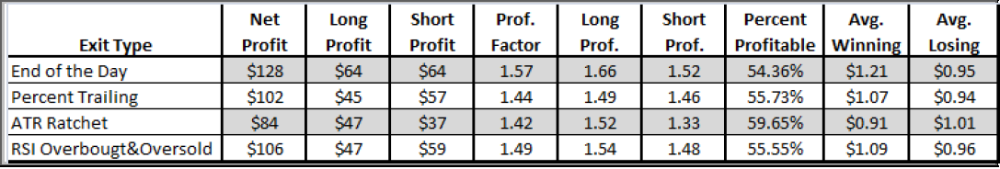 Exit Type Net Profit Long Profit Short Profit Prof. Factor Long Prof. Short Prof. Percent Profitable Avg. Winning Avg. Losing
End of the Day $128 $64 $64 1.57 1.66 1.52 54.36% $1.21 $0.95
Percent Trailing $102 $45 $57 1.44 1.49 1.46 55.73% $1.07 $0.94
ATR Ratchet $84 $47 $37 1.42 1.52 1.33 59.65% $0.91 $1.01
RSI Overbougt&Oversold $106 $47 $59 1.49 1.54 1.48 55.55% $1.09 $0.96